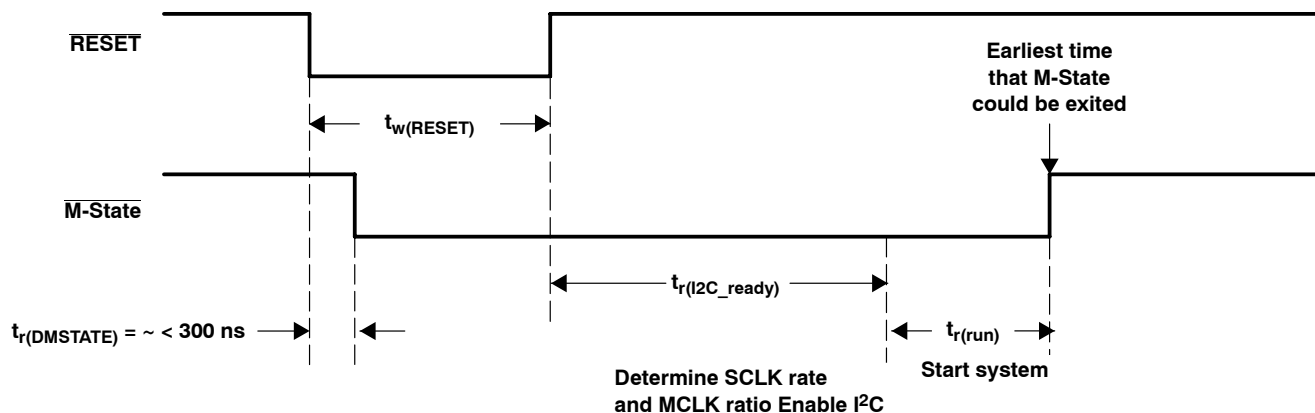 RESET
Earliest time
that M-State
could be exited
tw(RESET)
M-State
tr(I2C_ready)
tr(DMSTATE) = ~ < 300 ns
tr(run)
Start system
Determine SCLK rate
and MCLK ratio Enable I²C